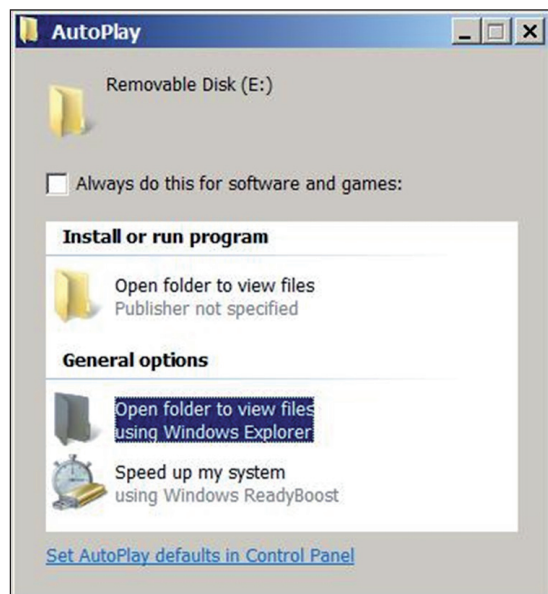 AutoPlay
Removable Disk (E:)
Always do this for software and games:
Install or run program
Open folder to view files
Publisher not specified
General options
Open folder to view files
using Windows Explorer
Speed up my system
using Windows ReadyBoost
Set AutoPlay defaults in Control Panel